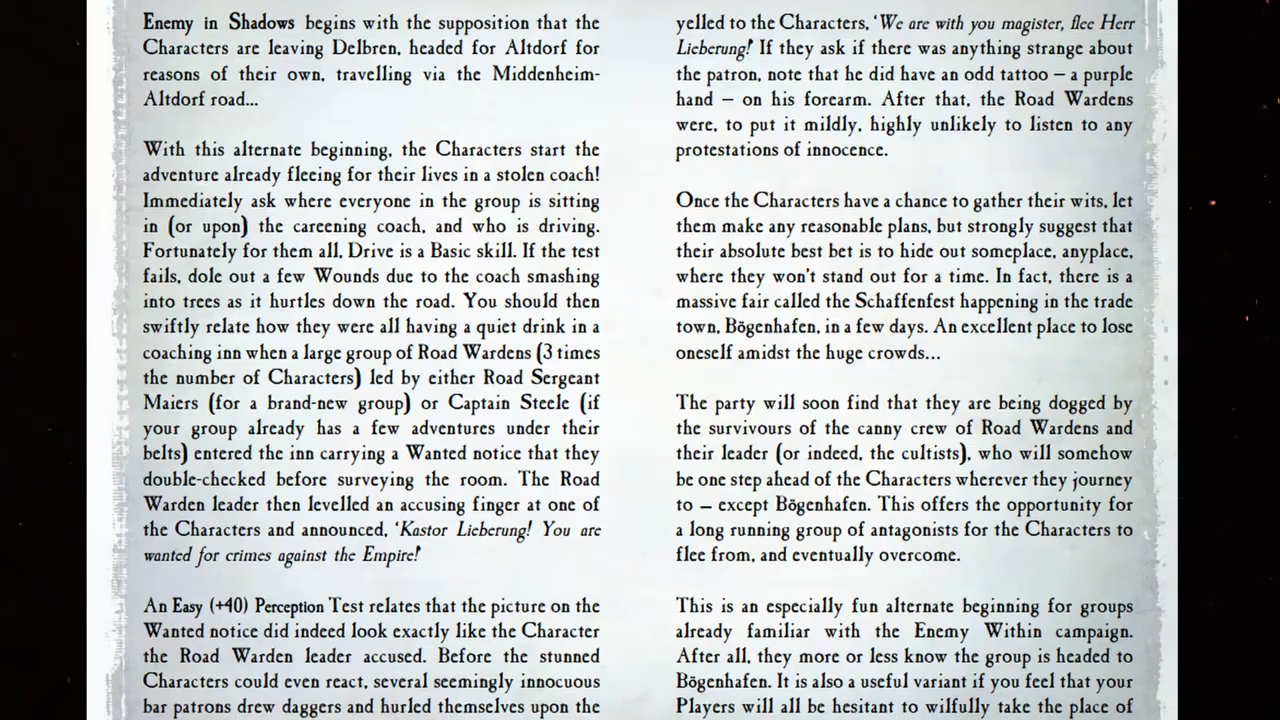 Enemy in Shadows begins with the supposition that the
Characters are leaving Delbren, headed for Altdorf for
reasons of their own, travelling via the Middenheim-
Altdorf road...
With this alternate beginning, the Characters start the
adventure already fleeing for their lives in a stolen coach!
Immediately ask where everyone in the group is sitting
in (or upon) the careening coach, and who is driving.
Fortunately for them all, Drive is a Basic skill. If the test
fails, dole out a few Wounds due to the coach smashing
into trees as it hurtles down the road. You should then
swiftly relate how they were all having a quiet drink in a
coaching inn when a large group of Road Wardens (3 times
the number of Characters) led by either Road Sergeant
Maiers (for a brand-new group) or Captain Steele (if
your group already has a few adventures under their
belts) entered the inn carrying a Wanted notice that they
double-checked before surveying the room. The Road
Warden leader then levelled an accusing finger at one of
the Characters and announced, ‘Kastor Lieberung! You are
wanted for crimes against the Empire!’
An Easy (+40) Perception Test relates that the picture on the
Wanted notice did indeed look exactly like the Character
the Road Warden leader accused. Before the stunned
Characters could even react, several seemingly innocuous
bar patrons drew daggers and hurled themselves upon the
yelled to the Characters, ‘We are with you magister, flee Herr
Lieberung!’ If they ask if there was anything strange about
the patron, note that he did have an odd tattoo – a purple
hand – on his forearm. After that, the Road Wardens
were, to put it mildly, highly unlikely to listen to any
protestations of innocence.
Once the Characters have a chance to gather their wits, let
them make any reasonable plans, but strongly suggest that
their absolute best bet is to hide out someplace, anyplace,
where they won't stand out for a time. In fact, there is a
massive fair called the Schaffenfest happening in the trade
town, Bögenhafen, in a few days. An excellent place to lose
oneself amidst the huge crowds...
The party will soon find that they are being dogged by
the survivours of the canny crew of Road Wardens and
their leader (or indeed, the cultists), who will somehow
be one step ahead of the Characters wherever they journey
to – except Bögenhafen. This offers the opportunity for
a long running group of antagonists for the Characters to
flee from, and eventually overcome.
This is an especially fun alternate beginning for groups
already familiar with the Enemy Within campaign.
After all, they more or less know the group is headed to
Bögenhafen. It is also a useful variant if you feel that your
Players will all be hesitant to wilfully take the place of